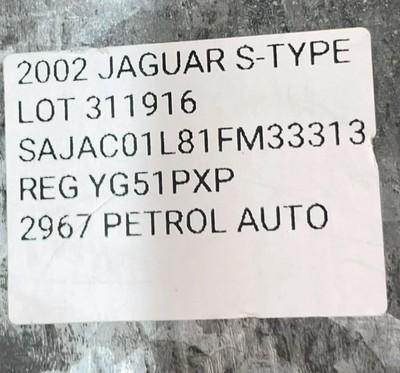 2002 JAGUAR S-TYPE
LOT 311916
SAJAC01L81FM33313
REG YG51PXP
2967 PETROL AUTO